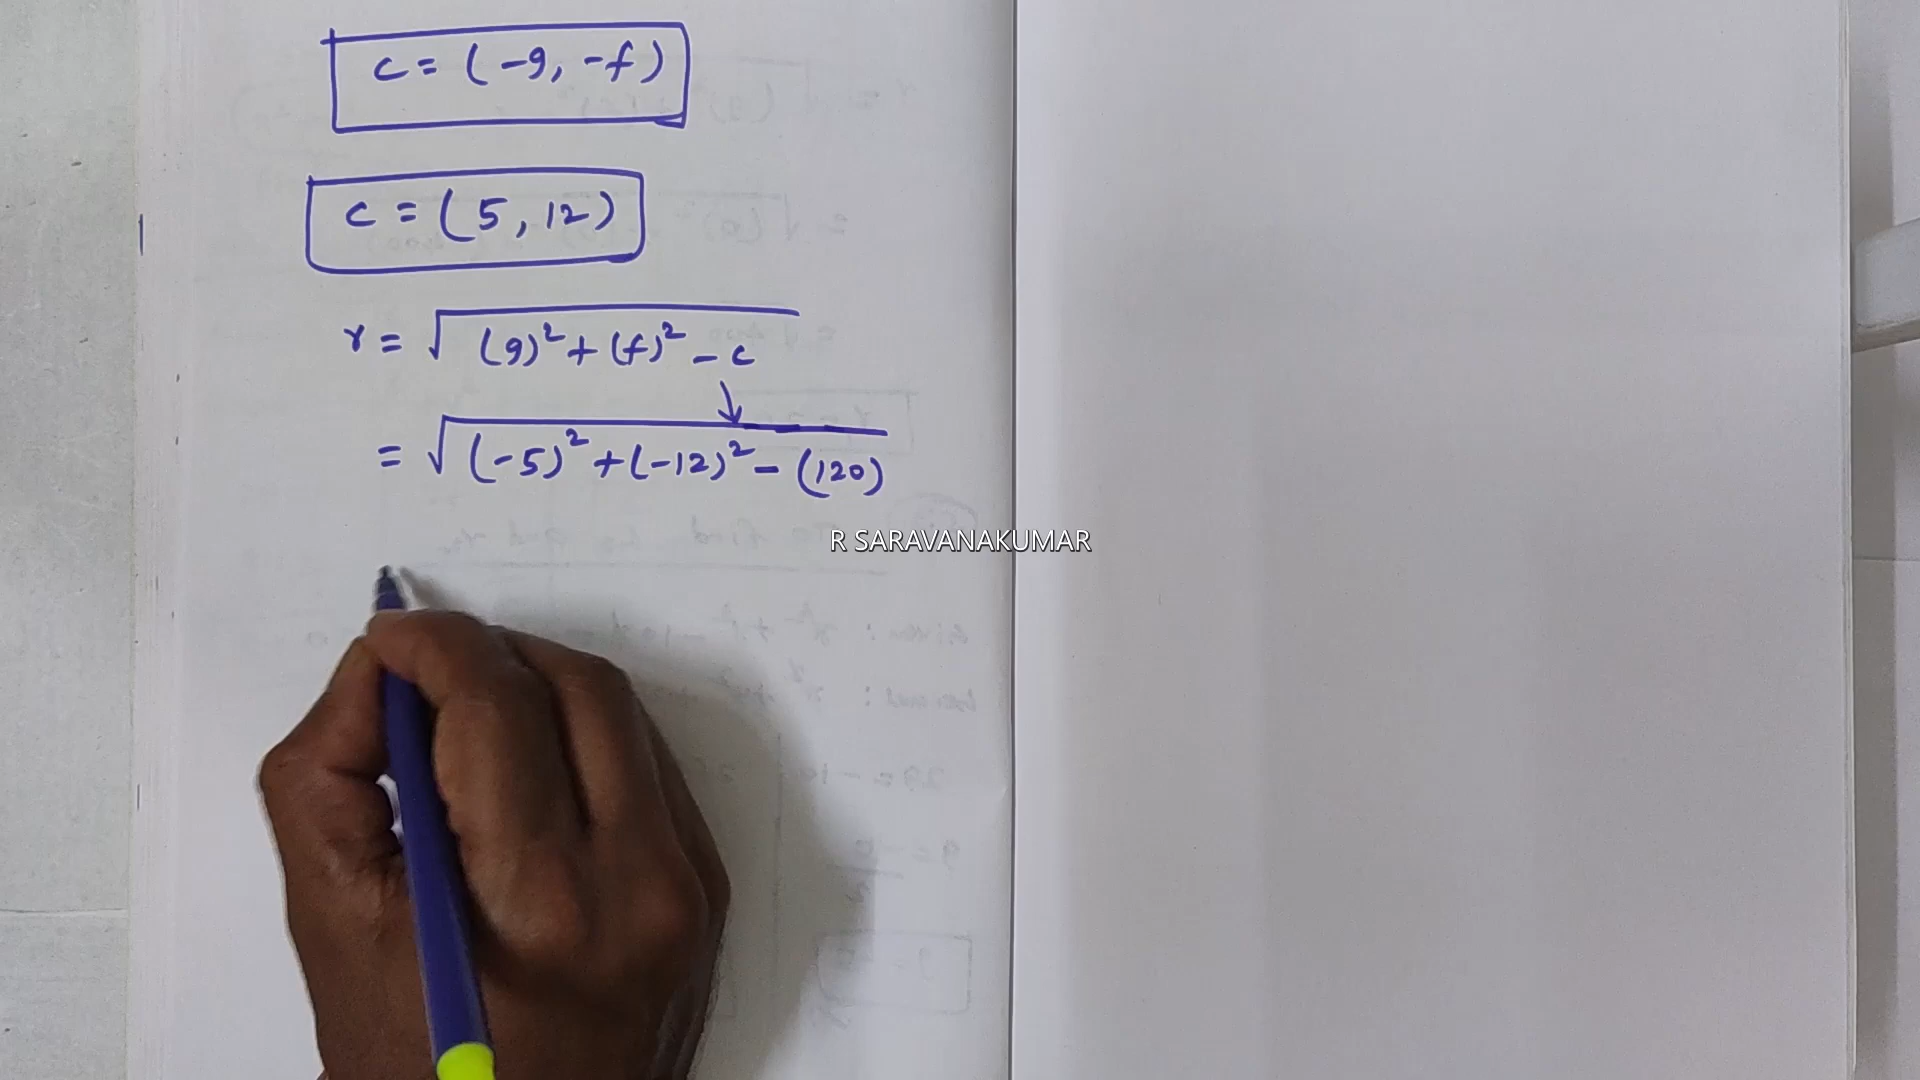 c = (-g, -f)
c = (5, 12)
r = √(g)² + (f)² - c
= √(-5)² + (-12)² - (120)
R SARAVANAKUMAR